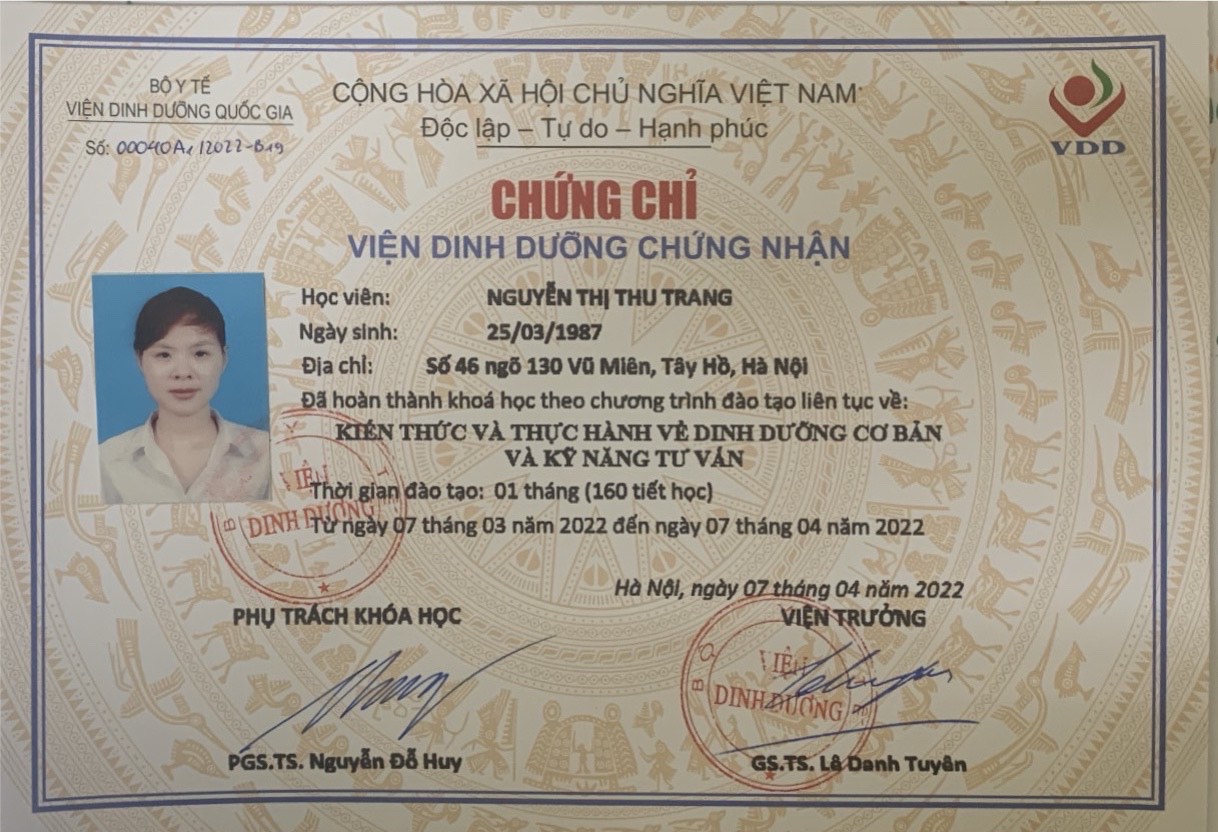 BỘ Y TẾ
VIỆN DINH DƯỠNG QUỐC GIA
Số: 00040A1/2022-B19
CỘNG HÒA XÃ HỘI CHỦ NGHĨA VIỆT NAM
Độc lập – Tự do – Hạnh phúc
VDD
CHỨNG CHỈ
VIỆN DINH DƯỠNG CHỨNG NHẬN
Học viên: NGUYỄN THỊ THU TRANG
Ngày sinh: 25/03/1987
Địa chỉ: Số 46 ngõ 130 Vũ Miên, Tây Hồ, Hà Nội
Đã hoàn thành khoá học theo chương trình đào tạo liên tục về:
KIẾN THỨC VÀ THỰC HÀNH VỀ DINH DƯỠNG CƠ BẢN
VÀ KỸ NĂNG TƯ VẤN
Thời gian đào tạo: 01 tháng (160 tiết học)
Từ ngày 07 tháng 03 năm 2022 đến ngày 07 tháng 04 năm 2022
VIỆN
DINH DƯỠNG
Hà Nội, ngày 07 tháng 04 năm 2022
PHỤ TRÁCH KHÓA HỌC
VIỆN TRƯỞNG
VIỆN
DINH DƯỠNG
PGS.TS. Nguyễn Đỗ Huy
GS.TS. Lê Danh Tuyên